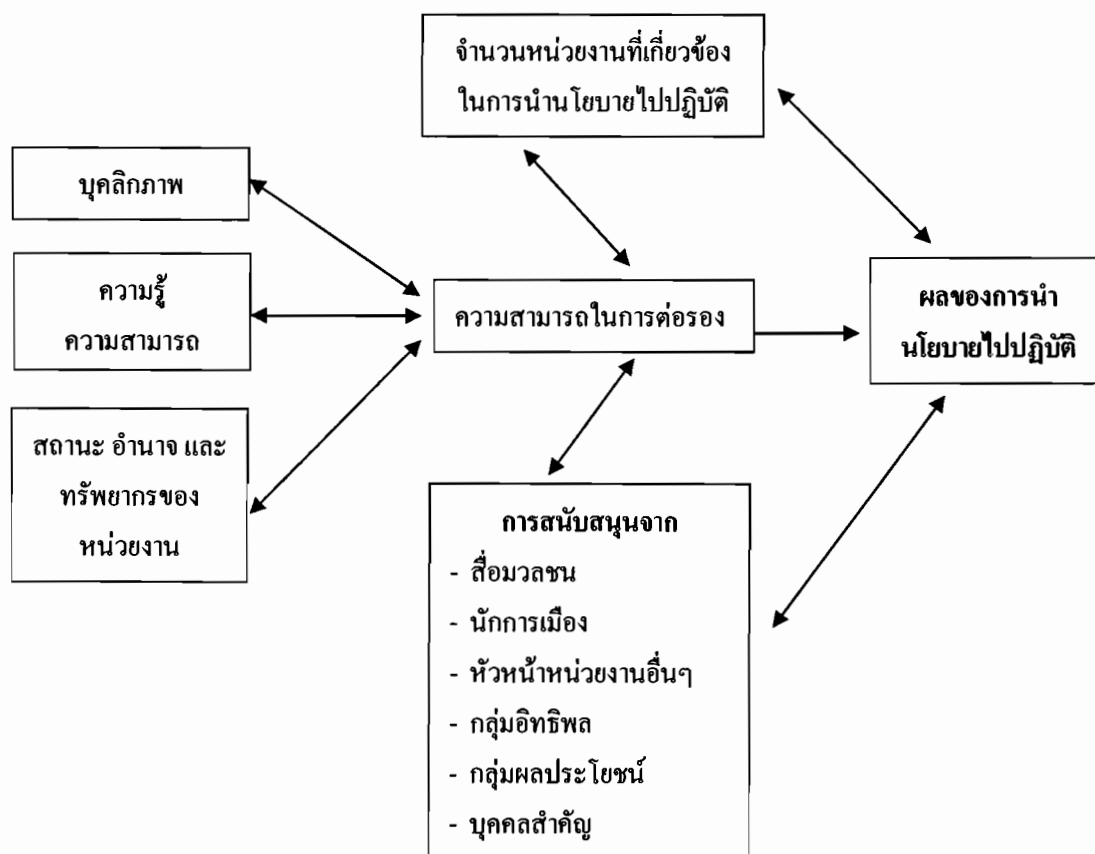 จำนวนหน่วยงานที่เกี่ยวข้อง
ในการนำนโยบายไปปฏิบัติ
บุคลิกภาพ
ความรู้
ความสามารถ
สถานะ อำนาจ และ
ทรัพยากรของ
หน่วยงาน
ความสามารถในการต่อรอง
ผลของการนำ
นโยบายไปปฏิบัติ
การสนับสนุนจาก
- สื่อมวลชน
- นักการเมือง
- หัวหน้าหน่วยงานอื่นๆ
- กลุ่มอิทธิพล
- กลุ่มผลประโยชน์
- บุคคลสำคัญ